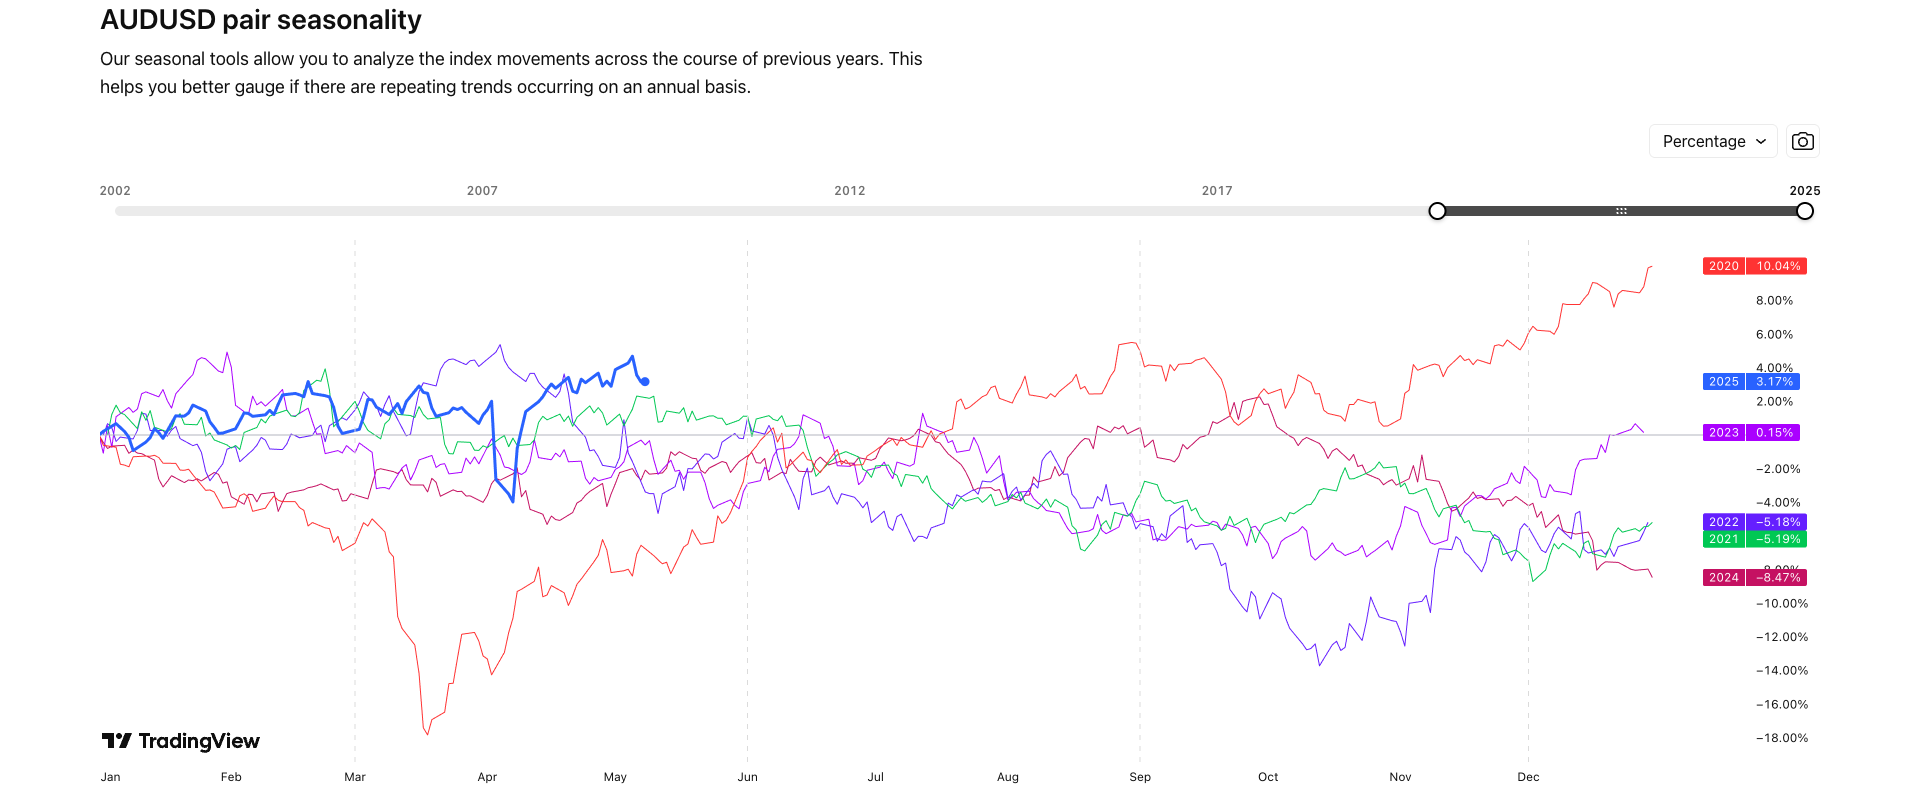 AUDUSD pair seasonality
Our seasonal tools allow you to analyze the index movements across the course of previous years. This
helps you better gauge if there are repeating trends occurring on an annual basis.
Percentage
2002 2007 2012 2017 2025
2020 10.04%
8.00%
6.00%
4.00%
2025 3.17%
2.00%
2023 0.15%
−2.00%
−4.00%
2022 −5.18%
2021 −5.19%
−8.00%
2024 −8.47%
−10.00%
−12.00%
−14.00%
−16.00%
−18.00%
TradingView
Jan Feb Mar Apr May Jun Jul Aug Sep Oct Nov Dec